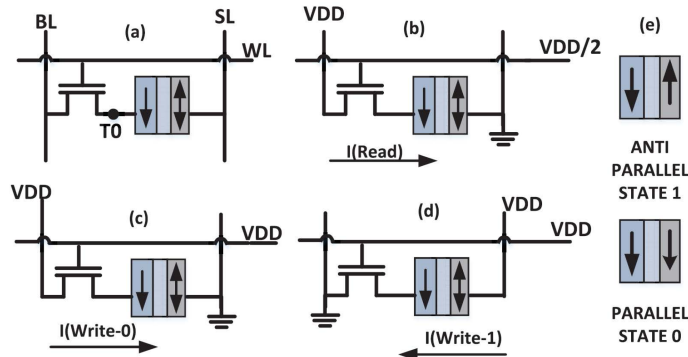 BL
(a)
SL
WL
T0
VDD
(b)
VDD/2
I(Read)
(e)
ANTI
PARALLEL
STATE 1
VDD
(c)
VDD
I(Write-0)
(d)
VDD
VDD
I(Write-1)
PARALLEL
STATE 0